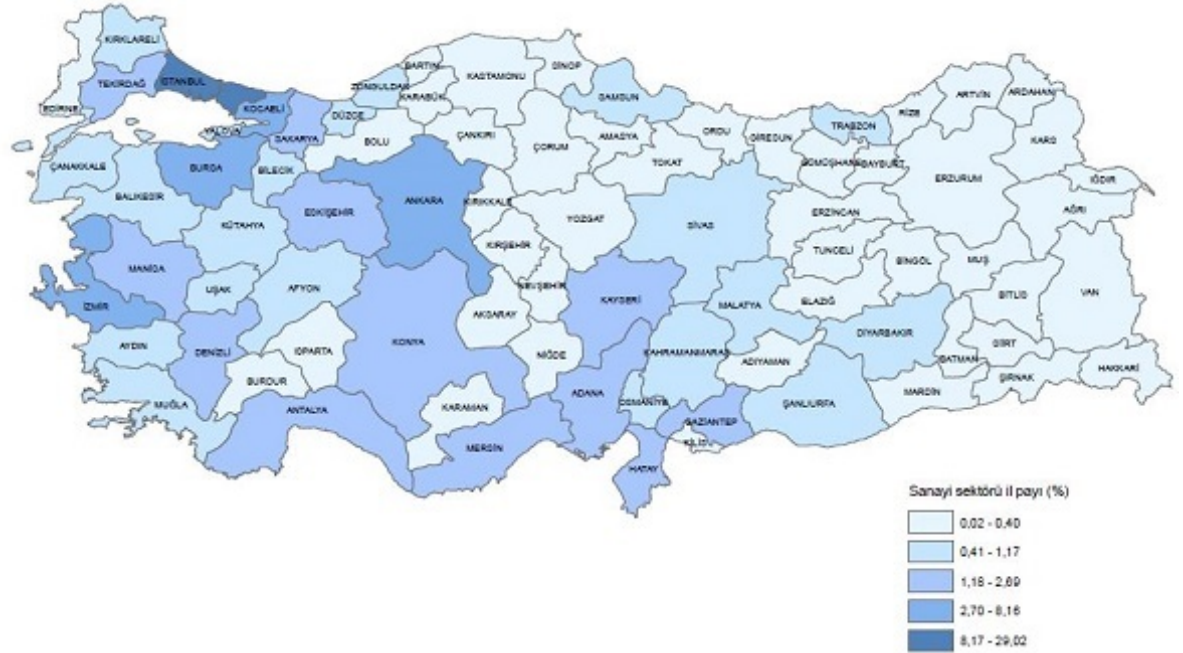 KIRKLARELİ
TEKİRDAĞ
İSTANBUL
EDİRNE
KOCAELİ
YALOVA
SAKARYA
DÜZCE
ZONGULDAK
BARTIN
KARABÜK
KASTAMONU
SİNOP
SAMSUN
BOLU
ÇANKIRI
ÇORUM
AMASYA
TOKAT
ORDU
GİRESUN
TRABZON
RİZE
ARTVİN
ARDAHAN
KARS
GÜMÜŞHANE
BAYBURT
ERZURUM
IĞDIR
AĞRI
ÇANAKKALE
BALIKESİR
BURSA
BİLECİK
ESKİŞEHİR
ANKARA
KIRIKKALE
YOZGAT
SİVAS
ERZİNCAN
KÜTAHYA
KIRŞEHİR
TUNCELİ
BİNGÖL
MUŞ
MANİSA
UŞAK
AFYON
NEVŞEHİR
KAYSERİ
MALATYA
ELAZIĞ
BİTLİS
VAN
İZMİR
AKSARAY
DİYARBAKIR
AYDIN
DENİZLİ
ISPARTA
KONYA
NİĞDE
KAHRAMANMARAŞ
ADIYAMAN
BATMAN
SİİRT
BURDUR
MARDİN
ŞIRNAK
HAKKARİ
MUĞLA
ANTALYA
KARAMAN
ADANA
OSMANİYE
ŞANLIURFA
GAZİANTEP
KİLİS
MERSİN
HATAY
Sanayi sektörü il payı (%)
0,02 - 0,40
0,41 - 1,17
1,18 - 2,69
2,70 - 8,16
8,17 - 29,02